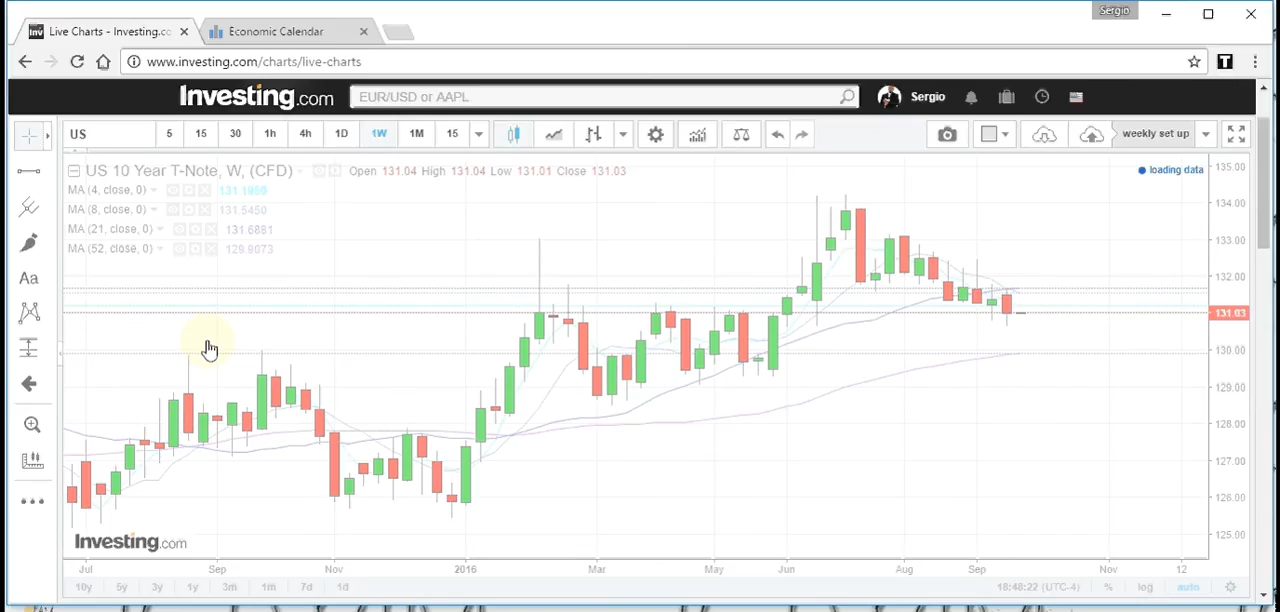 Sergio
Live Charts - Investing.co
Economic Calendar
www.investing.com/charts/live-charts
Investing.com
EUR/USD or AAPL
Sergio
US 5 15 30 1h 4h 1D 1W 1M 15 weekly set up
US 10 Year T-Note, W, (CFD) Open 131.04 High 131.04 Low 131.01 Close 131.03
loading data
MA (4, close, 0)
MA (8, close, 0) 131.5450
MA (21, close, 0) 131.6881
MA (52, close, 0) 129.9073
Aa
135.00
134.00
133.00
132.00
131.03
130.00
129.00
128.00
127.00
126.00
125.00
Investing.com
Jul Sep Nov 2016 Mar May Jun Aug Sep Nov 12
10y 5y 3y 1y 3m 1m 7d 1d 18:48:22 (UTC-4) % log auto